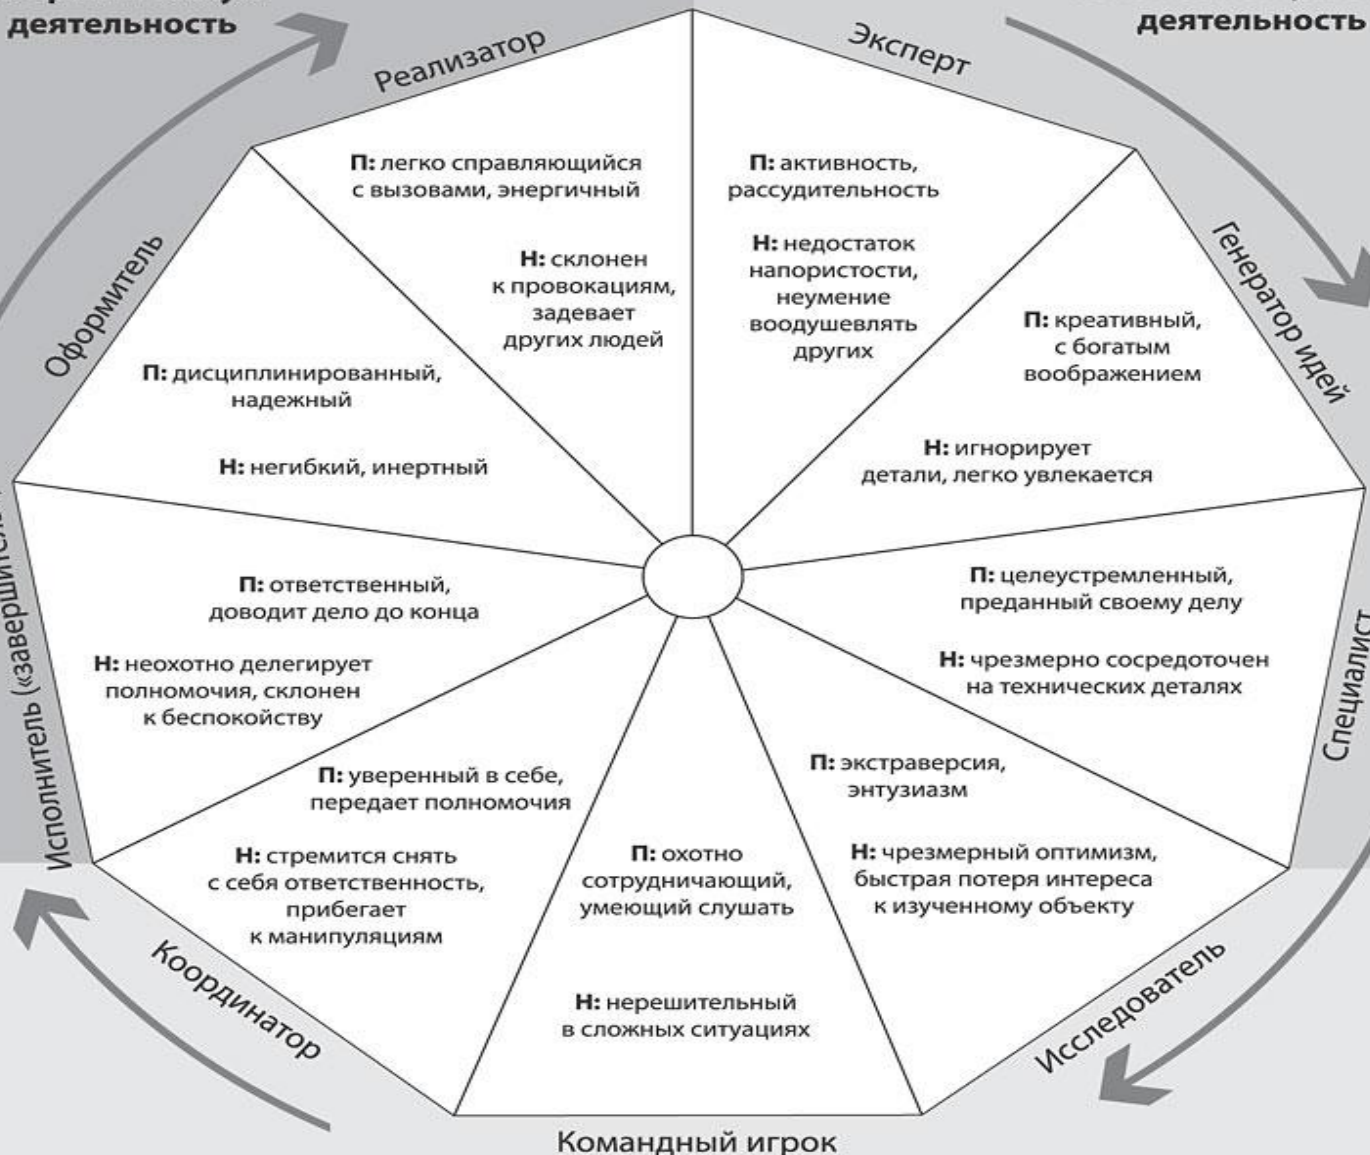 деятельность
деятельность
Реализатор
Эксперт
П: легко справляющийся
с вызовами, энергичный
Н: склонен
к провокациям,
задевает
других людей
П: активность,
рассудительность
Н: недостаток
напористости,
неумение
воодушевлять
других
Генератор идей
П: креативный,
с богатым
воображением
Н: игнорирует
детали, легко увлекается
Оформитель
П: дисциплинированный,
надежный
Н: негибкий, инертный
Специалист
П: целеустремленный,
преданный своему делу
Н: чрезмерно сосредоточен
на технических деталях
Исполнитель
П: ответственный,
доводит дело до конца
Н: неохотно делегирует
полномочия, склонен
к беспокойству
П: экстраверсия,
энтузиазм
Н: чрезмерный оптимизм,
быстрая потеря интереса
к изученному объекту
Исследователь
П: уверенный в себе,
передает полномочия
Н: стремится снять
с себя ответственность,
прибегает
к манипуляциям
Координатор
П: охотно
сотрудничающий,
умеющий слушать
Н: нерешительный
в сложных ситуациях
Командный игрок